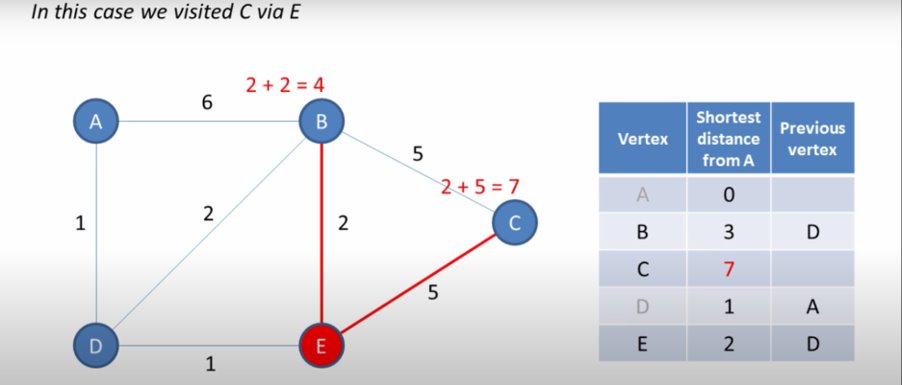 In this case we visited C via E
2 + 2 = 4
6
A
B
5
2 + 5 = 7
1
2
2
C
5
D
E
1
Vertex Shortest distance from A Previous vertex
A 0
B 3 D
C 7
D 1 A
E 2 D